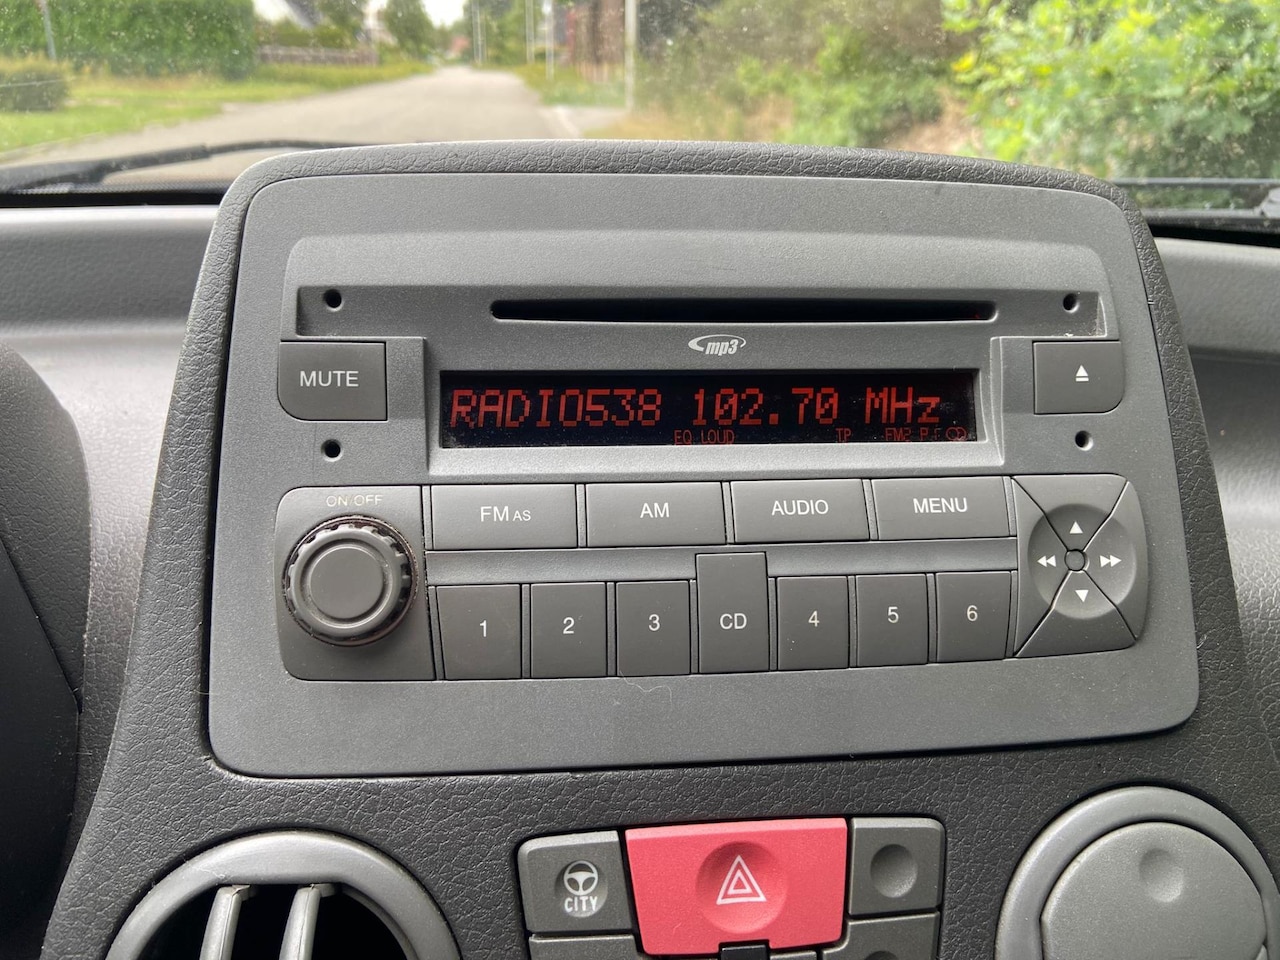 mp3
MUTE
RADIO538 102.70 MHz
EQ LOUD TP FM2 P.F
ON/OFF
FM AS AM AUDIO MENU
1 2 3 CD 4 5 6
CITY